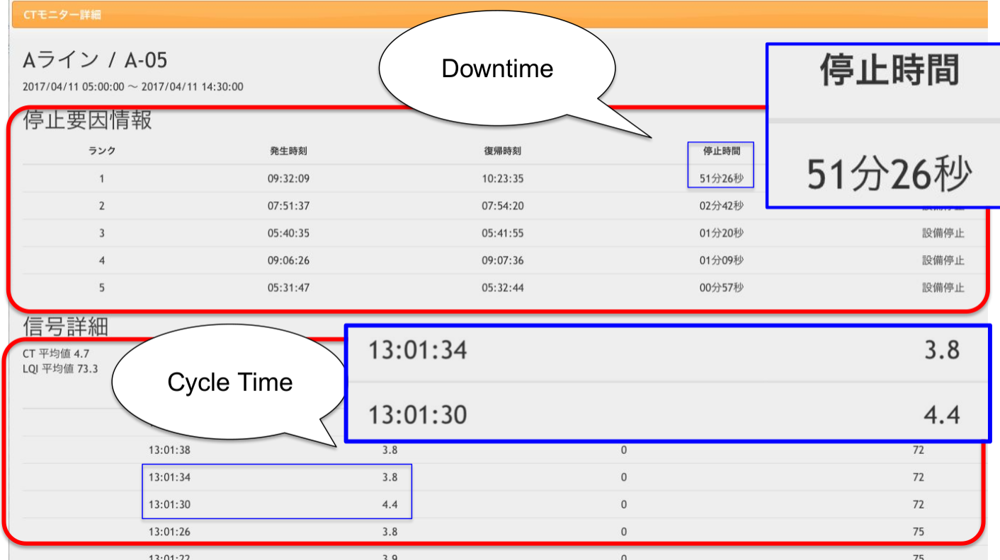 CTモニター詳細
Aライン / A-05
2017/04/11 05:00:00 ～ 2017/04/11 14:30:00
Downtime
停止時間
51分26秒
停止要因情報
ランク 発生時刻 復帰時刻 停止時間
1 09:32:09 10:23:35 51分26秒
2 07:51:37 07:54:20 02分42秒
3 05:40:35 05:41:55 01分20秒 設備停止
4 09:06:26 09:07:36 01分09秒 設備停止
5 05:31:47 05:32:44 00分57秒 設備停止
信号詳細
CT 平均値 4.7
LQI 平均値 73.3
Cycle Time
13:01:34 3.8
13:01:30 4.4
13:01:38 3.8 0 72
13:01:34 3.8 0 72
13:01:30 4.4 0 72
13:01:26 3.8 0 75
13:01:22 3.9 0 75